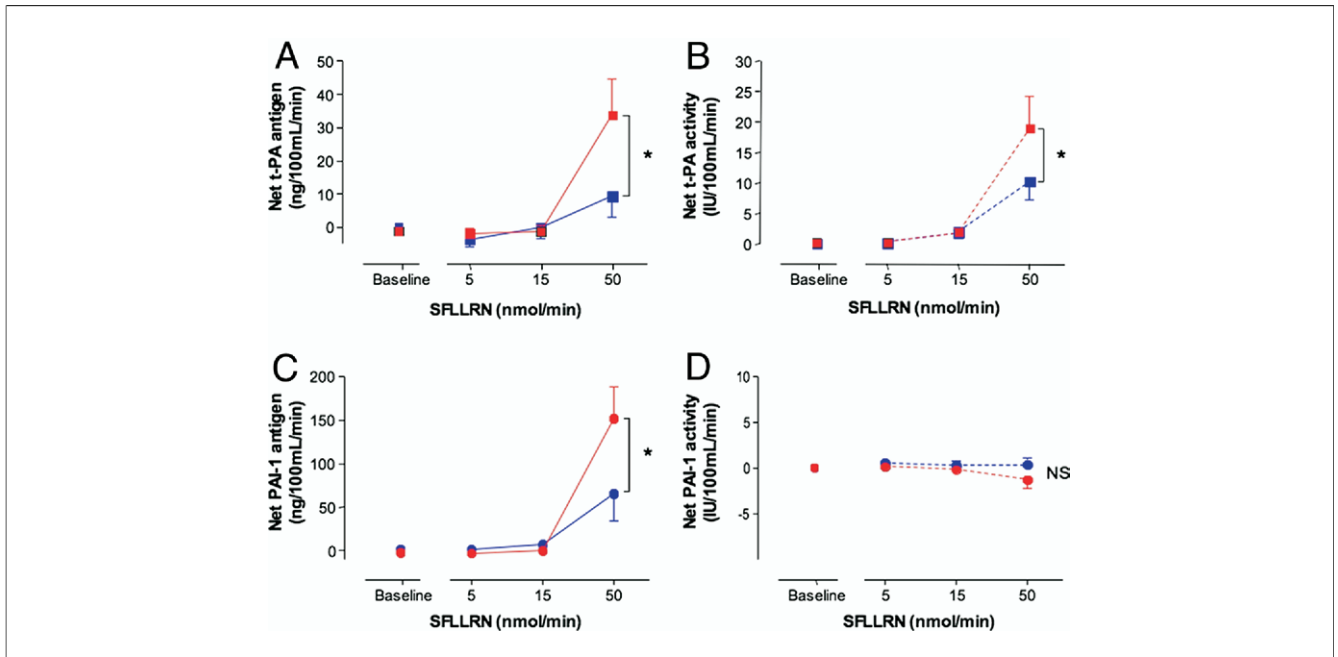 A
Net t-PA antigen
(ng/100mL/min)
50
40
30
20
10
0
*
Baseline
5
15
50
SFLLRN (nmol/min)
B
Net t-PA activity
(IU/100mL/min)
30
25
20
15
10
5
0
*
Baseline
5
15
50
SFLLRN (nmol/min)
C
Net PAI-1 antigen
(ng/100mL/min)
200
150
100
50
0
*
Baseline
5
15
50
SFLLRN (nmol/min)
D
Net PAI-1 activity
(IU/100mL/min)
10
5
0
-5
NS
Baseline
5
15
50
SFLLRN (nmol/min)